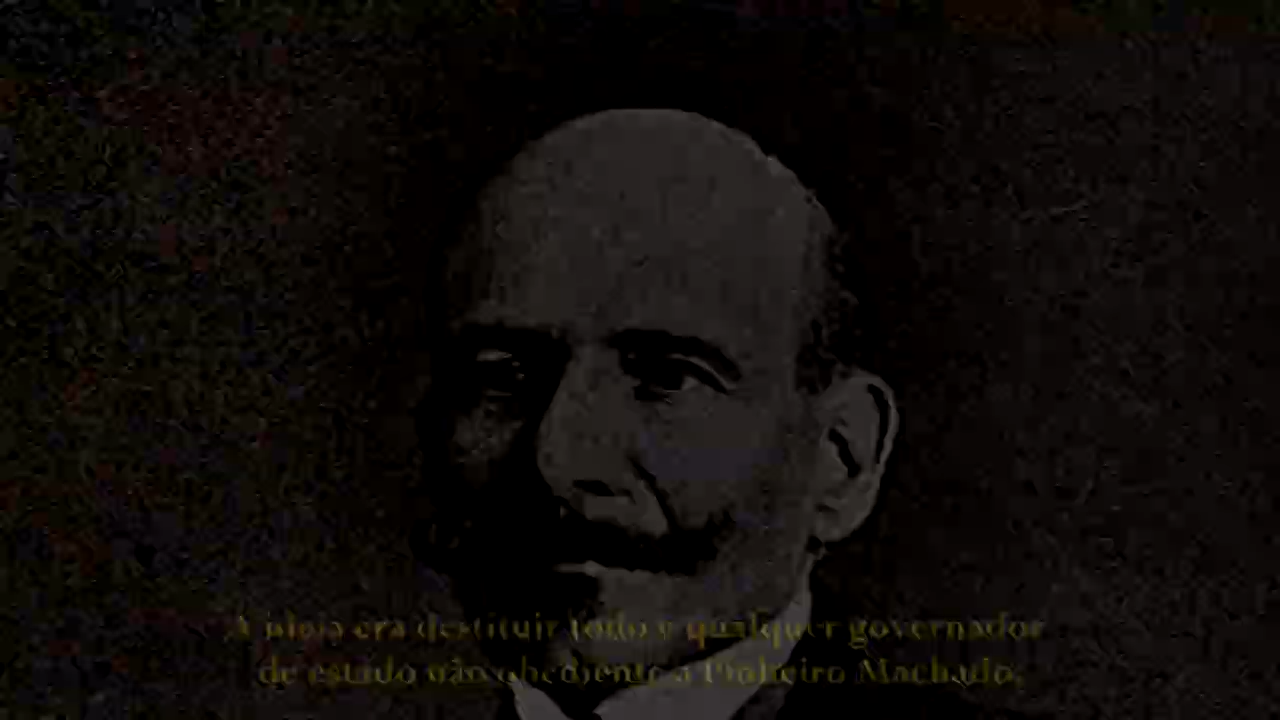 A ideia era destituir todo e qualquer governador
de estado não obediente a Pinheiro Machado.